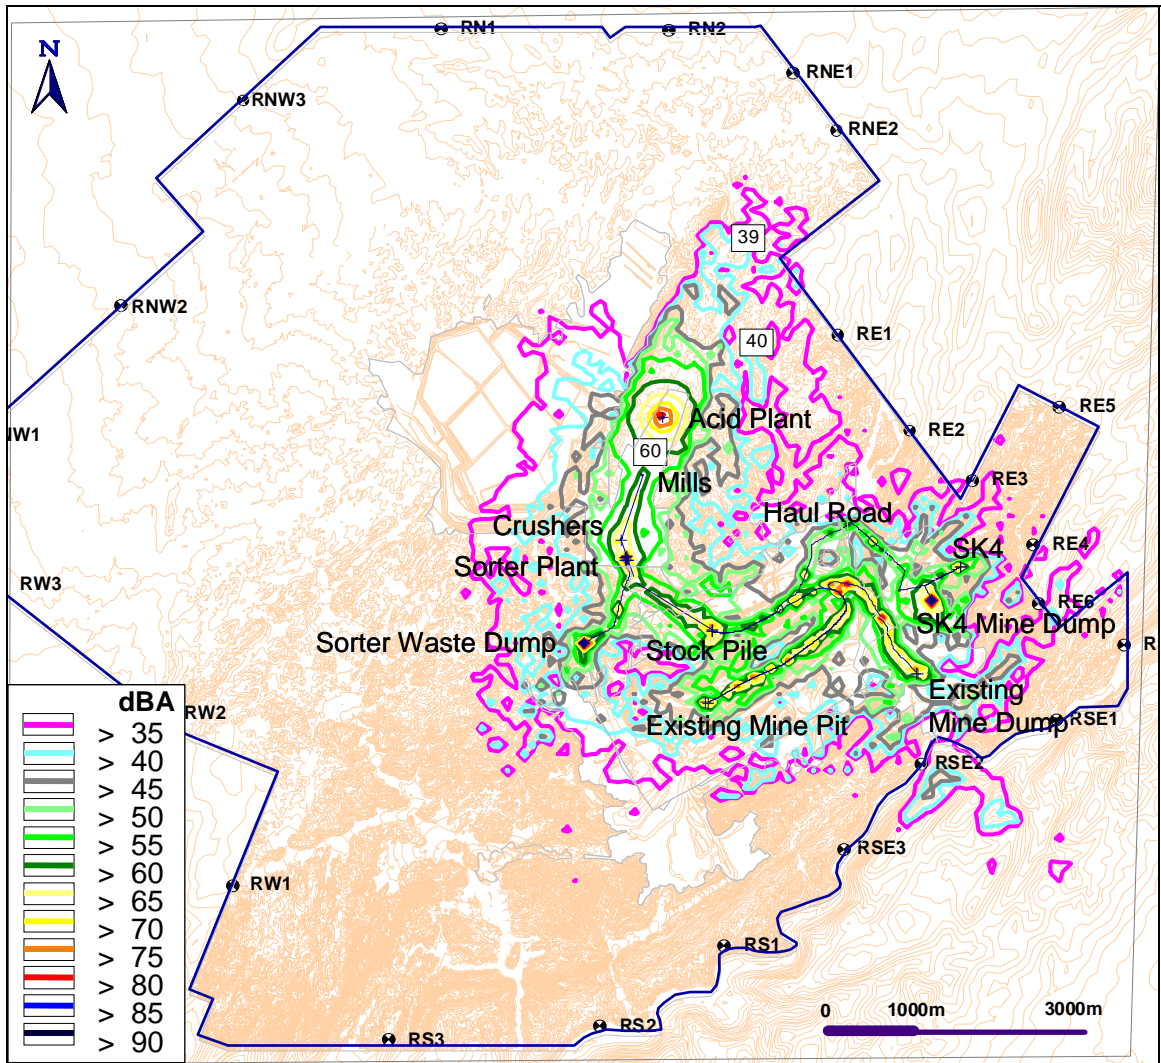 RN1
RN2
N
RNE1
RNW3
RNE2
39
RNW2
RE1
40
RE5
Acid Plant
RE2
NW1
60
Mills
RE3
Haul Road
Crushers
RE4
SK4
Sorter Plant
RW3
RE6
SK4 Mine Dump
Sorter Waste Dump
Stock Pile
R
Existing
Mine Dump
Existing Mine Pit
RW2
RSE1
RSE2
dBA
> 35
> 40
> 45
> 50
> 55
> 60
> 65
> 70
> 75
> 80
> 85
> 90
RSE3
RW1
RS1
0 1000m 3000m
RS2
RS3